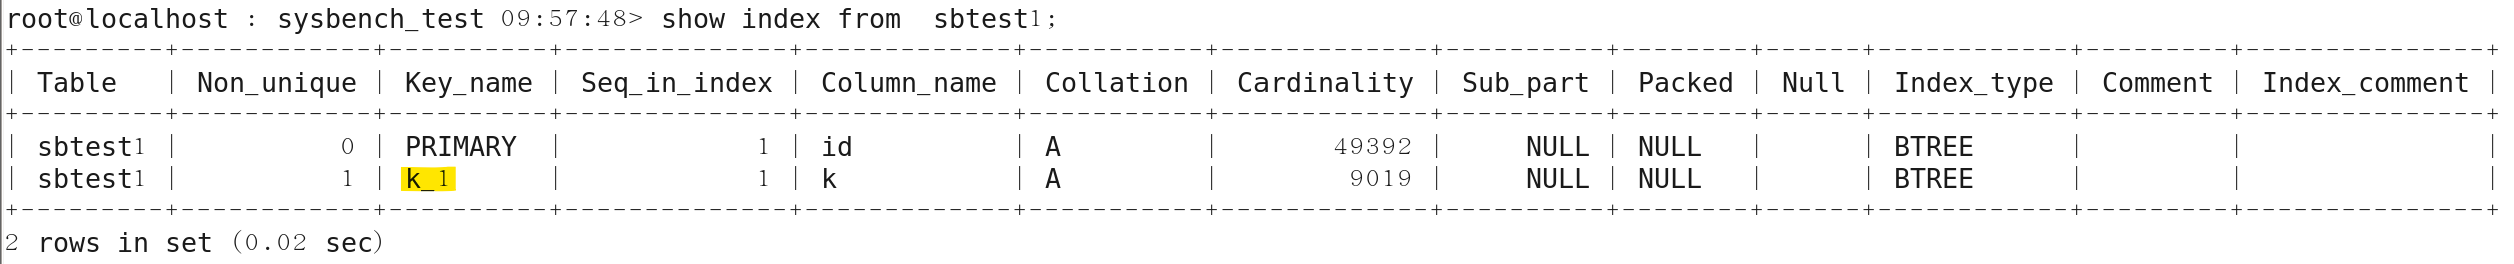 root@localhost : sysbench_test 09:57:48> show index from  sbtest1;
+---------+------------+----------+--------------+-------------+-----------+-------------+----------+--------+------+------------+---------+---------------+
| Table   | Non_unique | Key_name | Seq_in_index | Column_name | Collation | Cardinality | Sub_part | Packed | Null | Index_type | Comment | Index_comment |
+---------+------------+----------+--------------+-------------+-----------+-------------+----------+--------+------+------------+---------+---------------+
| sbtest1 |          0 | PRIMARY  |            1 | id          | A         |       49392 |     NULL | NULL   |      | BTREE      |         |               |
| sbtest1 |          1 | k_1      |            1 | k           | A         |        9019 |     NULL | NULL   |      | BTREE      |         |               |
+---------+------------+----------+--------------+-------------+-----------+-------------+----------+--------+------+------------+---------+---------------+
2 rows in set (0.02 sec)